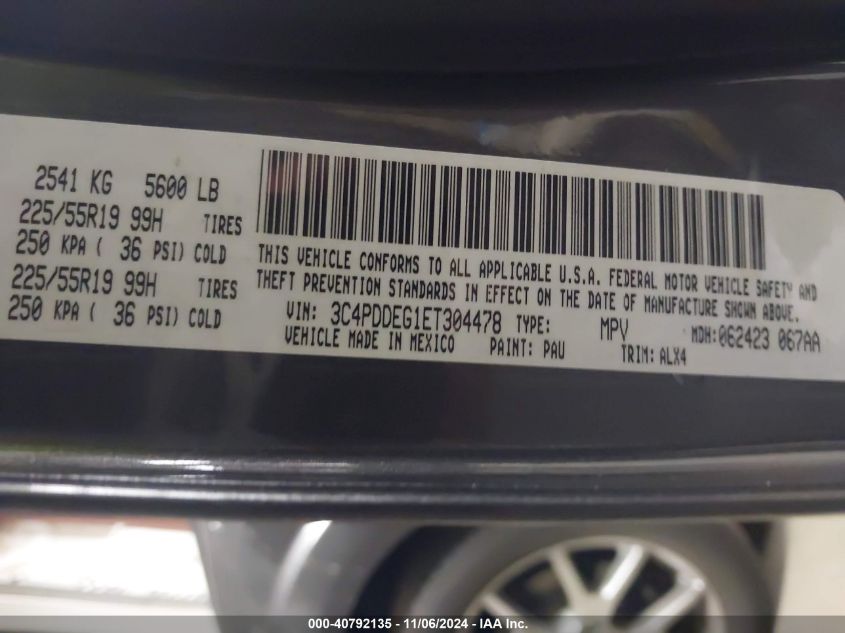 2541 KG 5600 LB
225/55R19 99H TIRES
250 KPA ( 36 PSI) COLD
225/55R19 99H TIRES
250 KPA ( 36 PSI) COLD
THIS VEHICLE CONFORMS TO ALL APPLICABLE U.S.A. FEDERAL MOTOR VEHICLE SAFETY AND
THEFT PREVENTION STANDARDS IN EFFECT ON THE DATE OF MANUFACTURE SHOWN ABOVE.
VIN: 3C4PDDEG1ET304478 TYPE: MPV MDH:062423 067AA
VEHICLE MADE IN MEXICO PAINT: PAU TRIM: ALX4
000-40792135 - 11/06/2024 - IAA Inc.